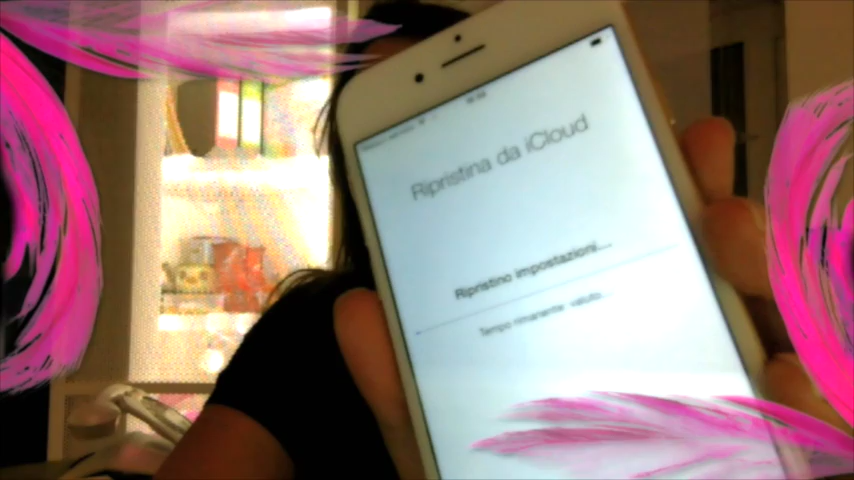 Ripristina da iCloud
Ripristino impostazioni...
Tempo rimanente: valuto...